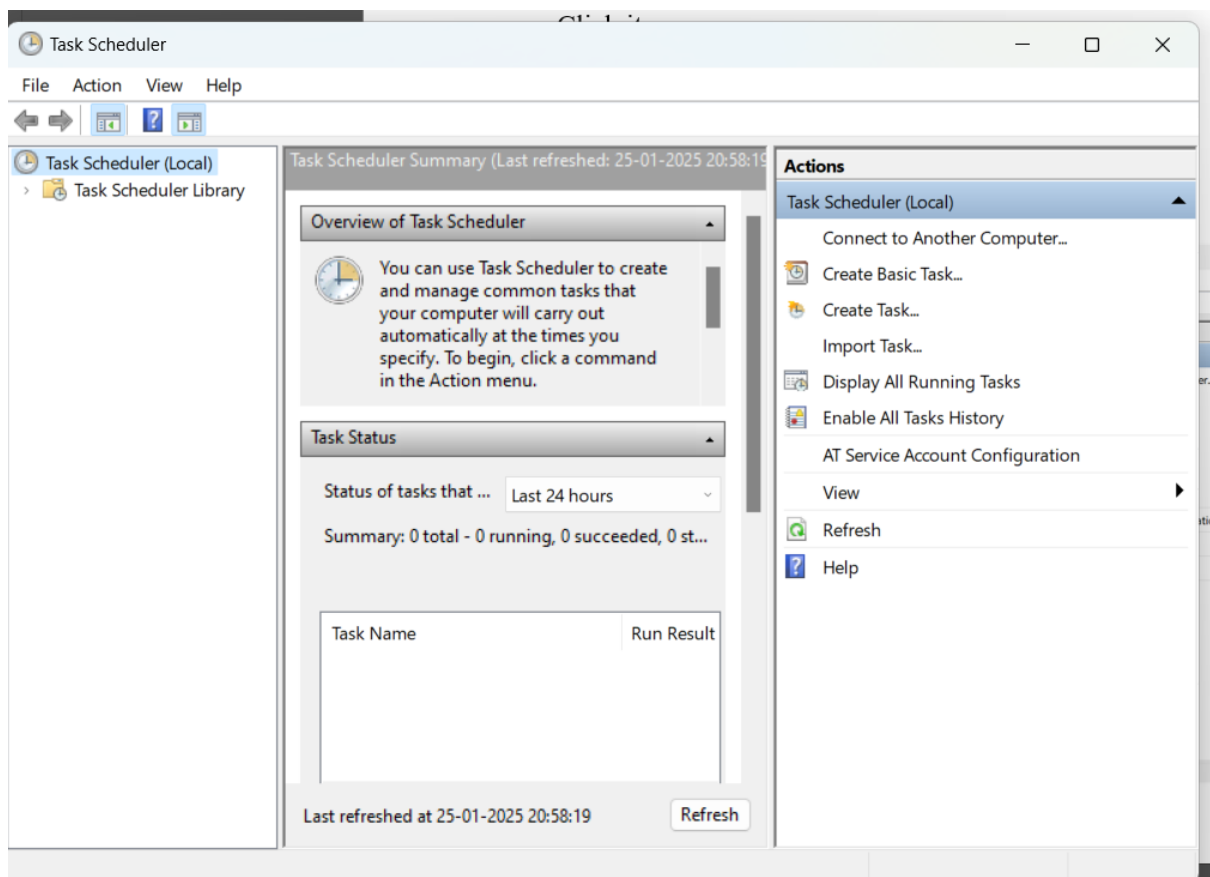 Click it
Task Scheduler
File Action View Help
Task Scheduler (Local)
Task Scheduler Library
Task Scheduler Summary (Last refreshed: 25-01-2025 20:58:19
Overview of Task Scheduler
You can use Task Scheduler to create
and manage common tasks that
your computer will carry out
automatically at the times you
specify. To begin, click a command
in the Action menu.
Task Status
Status of tasks that ... Last 24 hours
Summary: 0 total - 0 running, 0 succeeded, 0 st...
Task Name Run Result
Last refreshed at 25-01-2025 20:58:19 Refresh
Actions
Task Scheduler (Local)
Connect to Another Computer...
Create Basic Task...
Create Task...
Import Task...
Display All Running Tasks
Enable All Tasks History
AT Service Account Configuration
View
Refresh
Help
er.